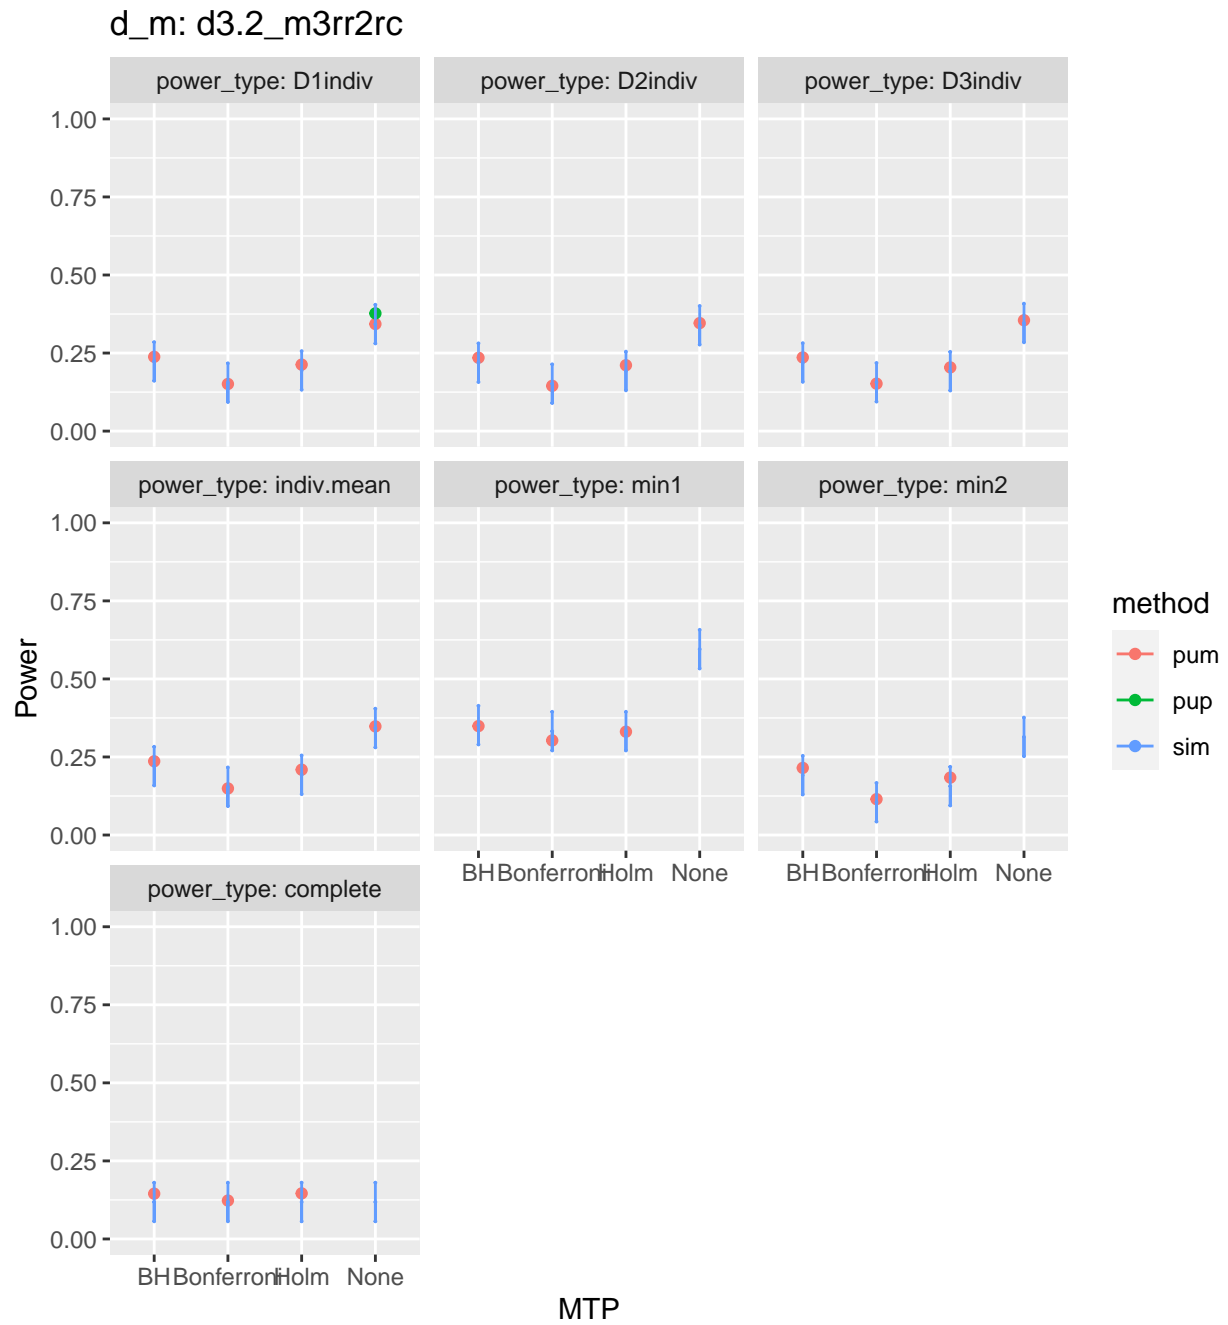 d_m: d3.2_m3rr2rc
power_type: D1indiv
power_type: D2indiv
power_type: D3indiv
1.00
0.75
0.50
0.25
0.00
power_type: indiv.mean
power_type: min1
power_type: min2
1.00
0.75
0.50
0.25
0.00
BH Bonferroni Holm None
BH Bonferroni Holm None
power_type: complete
1.00
0.75
0.50
0.25
0.00
BH Bonferroni Holm None
MTP
Power
method
pum
pup
sim